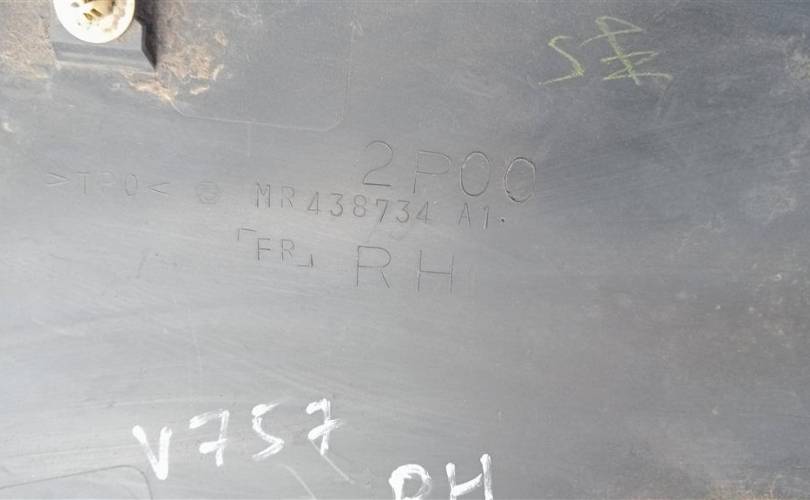 2P00
>TPO< MR438734 A1.
「FR」 RH
V757
RH